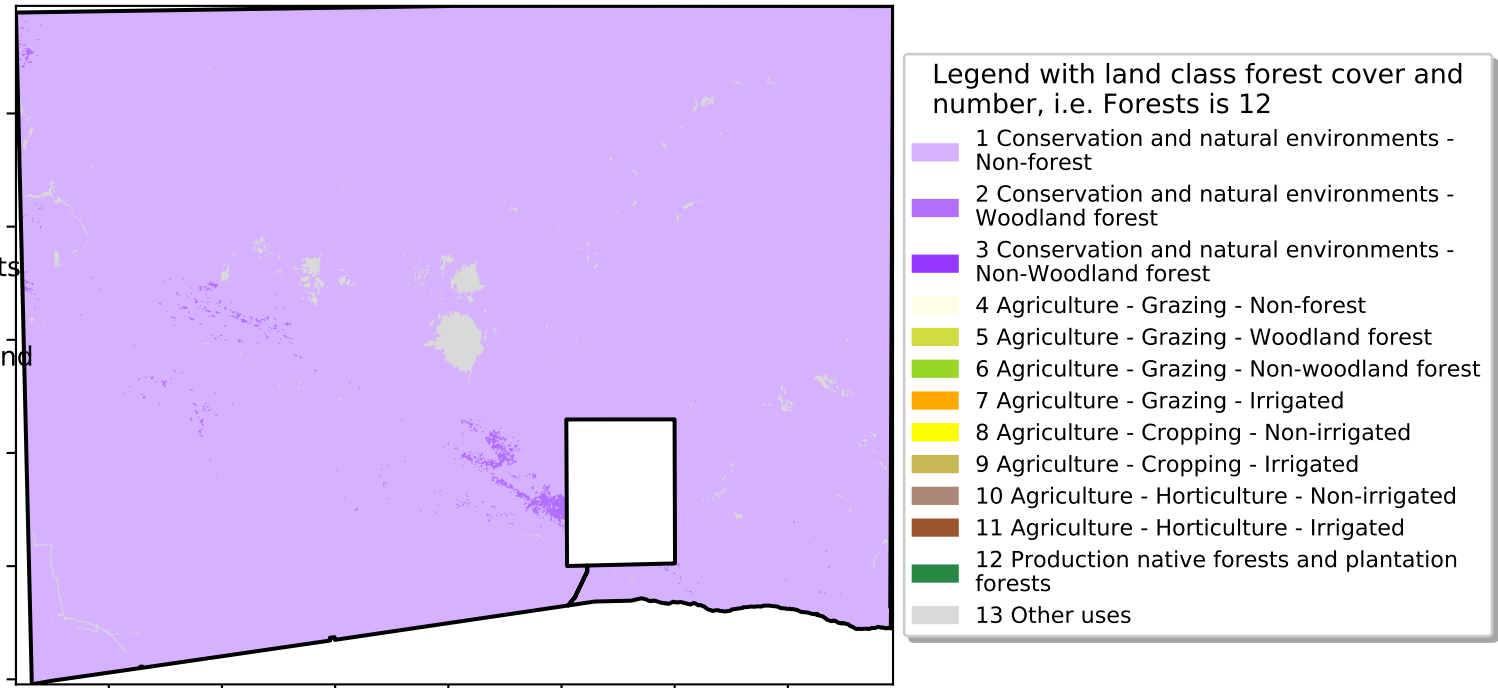 Legend with land class forest cover and
number, i.e. Forests is 12
1 Conservation and natural environments -
Non-forest
2 Conservation and natural environments -
Woodland forest
3 Conservation and natural environments -
Non-Woodland forest
4 Agriculture - Grazing - Non-forest
5 Agriculture - Grazing - Woodland forest
6 Agriculture - Grazing - Non-woodland forest
7 Agriculture - Grazing - Irrigated
8 Agriculture - Cropping - Non-irrigated
9 Agriculture - Cropping - Irrigated
10 Agriculture - Horticulture - Non-irrigated
11 Agriculture - Horticulture - Irrigated
12 Production native forests and plantation
forests
13 Other uses